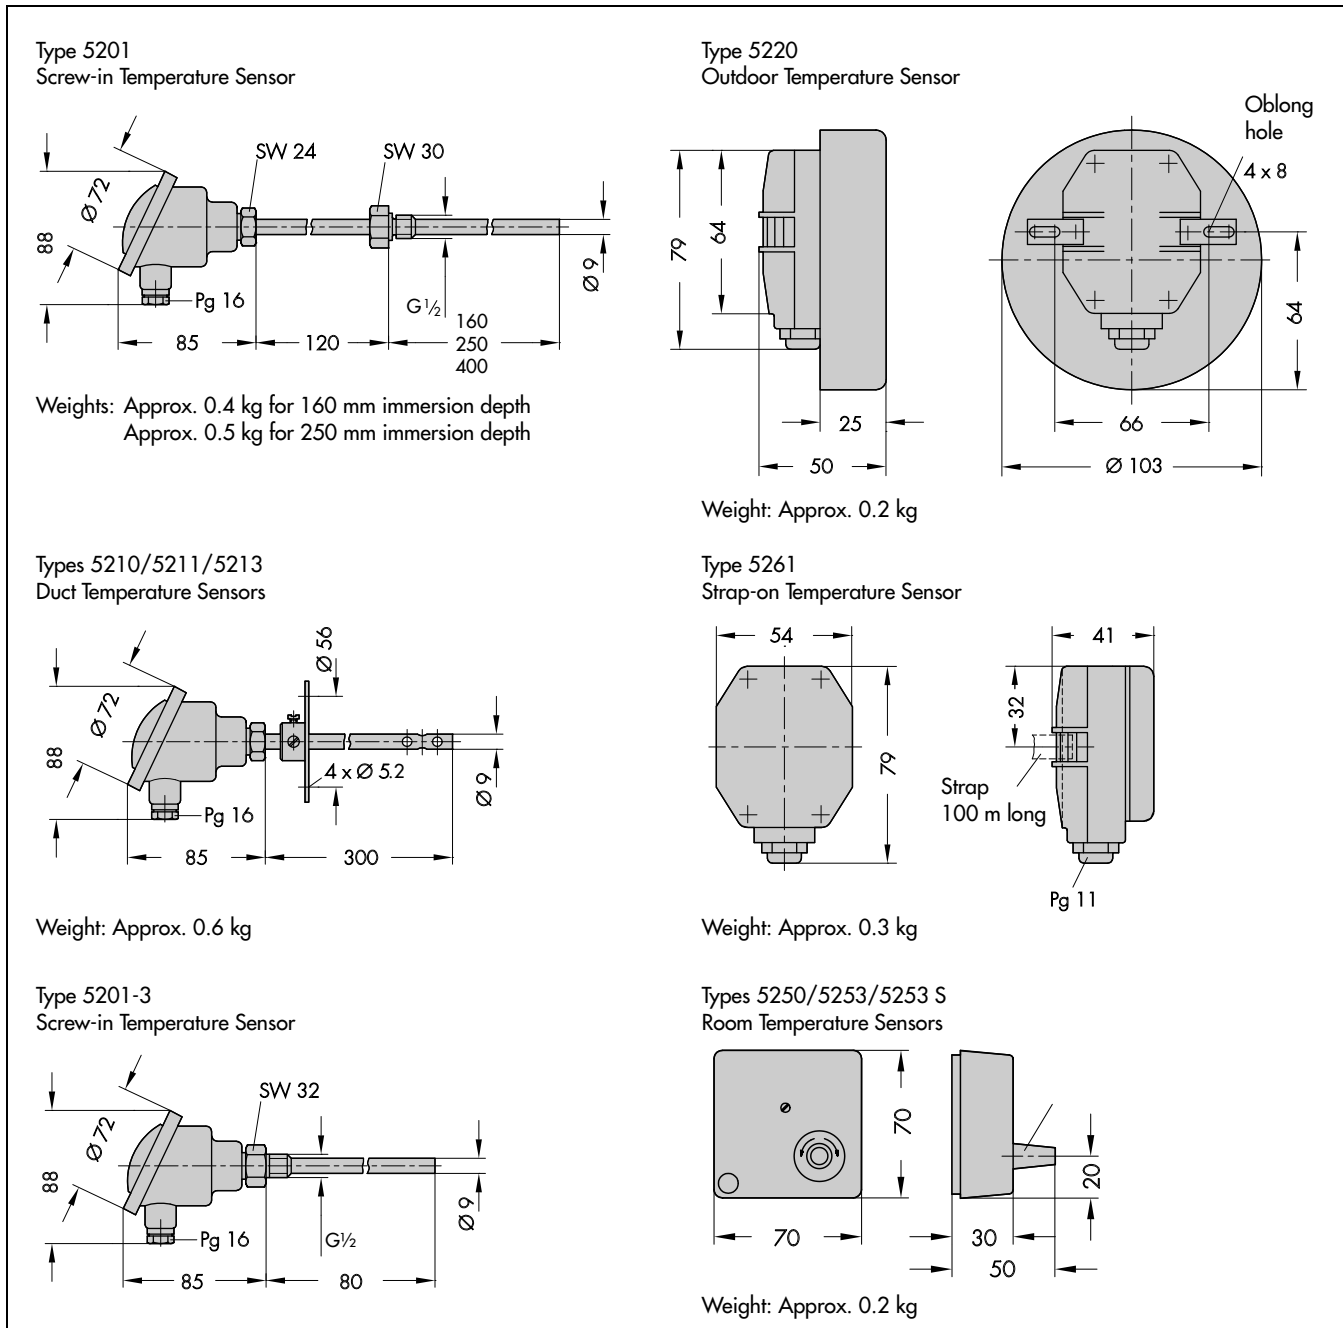 Type 5201
Screw-in Temperature Sensor
SW 24
SW 30
Ø 72
88
Pg 16
G ½
Ø 9
85
120
160
250
400
Weights: Approx. 0.4 kg for 160 mm immersion depth
Approx. 0.5 kg for 250 mm immersion depth
Type 5220
Outdoor Temperature Sensor
Oblong
hole
4 x 8
79
64
64
25
50
66
Ø 103
Weight: Approx. 0.2 kg
Types 5210/5211/5213
Duct Temperature Sensors
Ø 56
Ø 72
88
4 x Ø 5.2
Ø 9
Pg 16
85
300
Weight: Approx. 0.6 kg
Type 5261
Strap-on Temperature Sensor
54
41
32
79
Strap
100 m long
Pg 11
Weight: Approx. 0.3 kg
Type 5201-3
Screw-in Temperature Sensor
SW 32
Ø 72
88
Ø 9
Pg 16
G½
85
80
Types 5250/5253/5253 S
Room Temperature Sensors
70
20
70
30
50
Weight: Approx. 0.2 kg